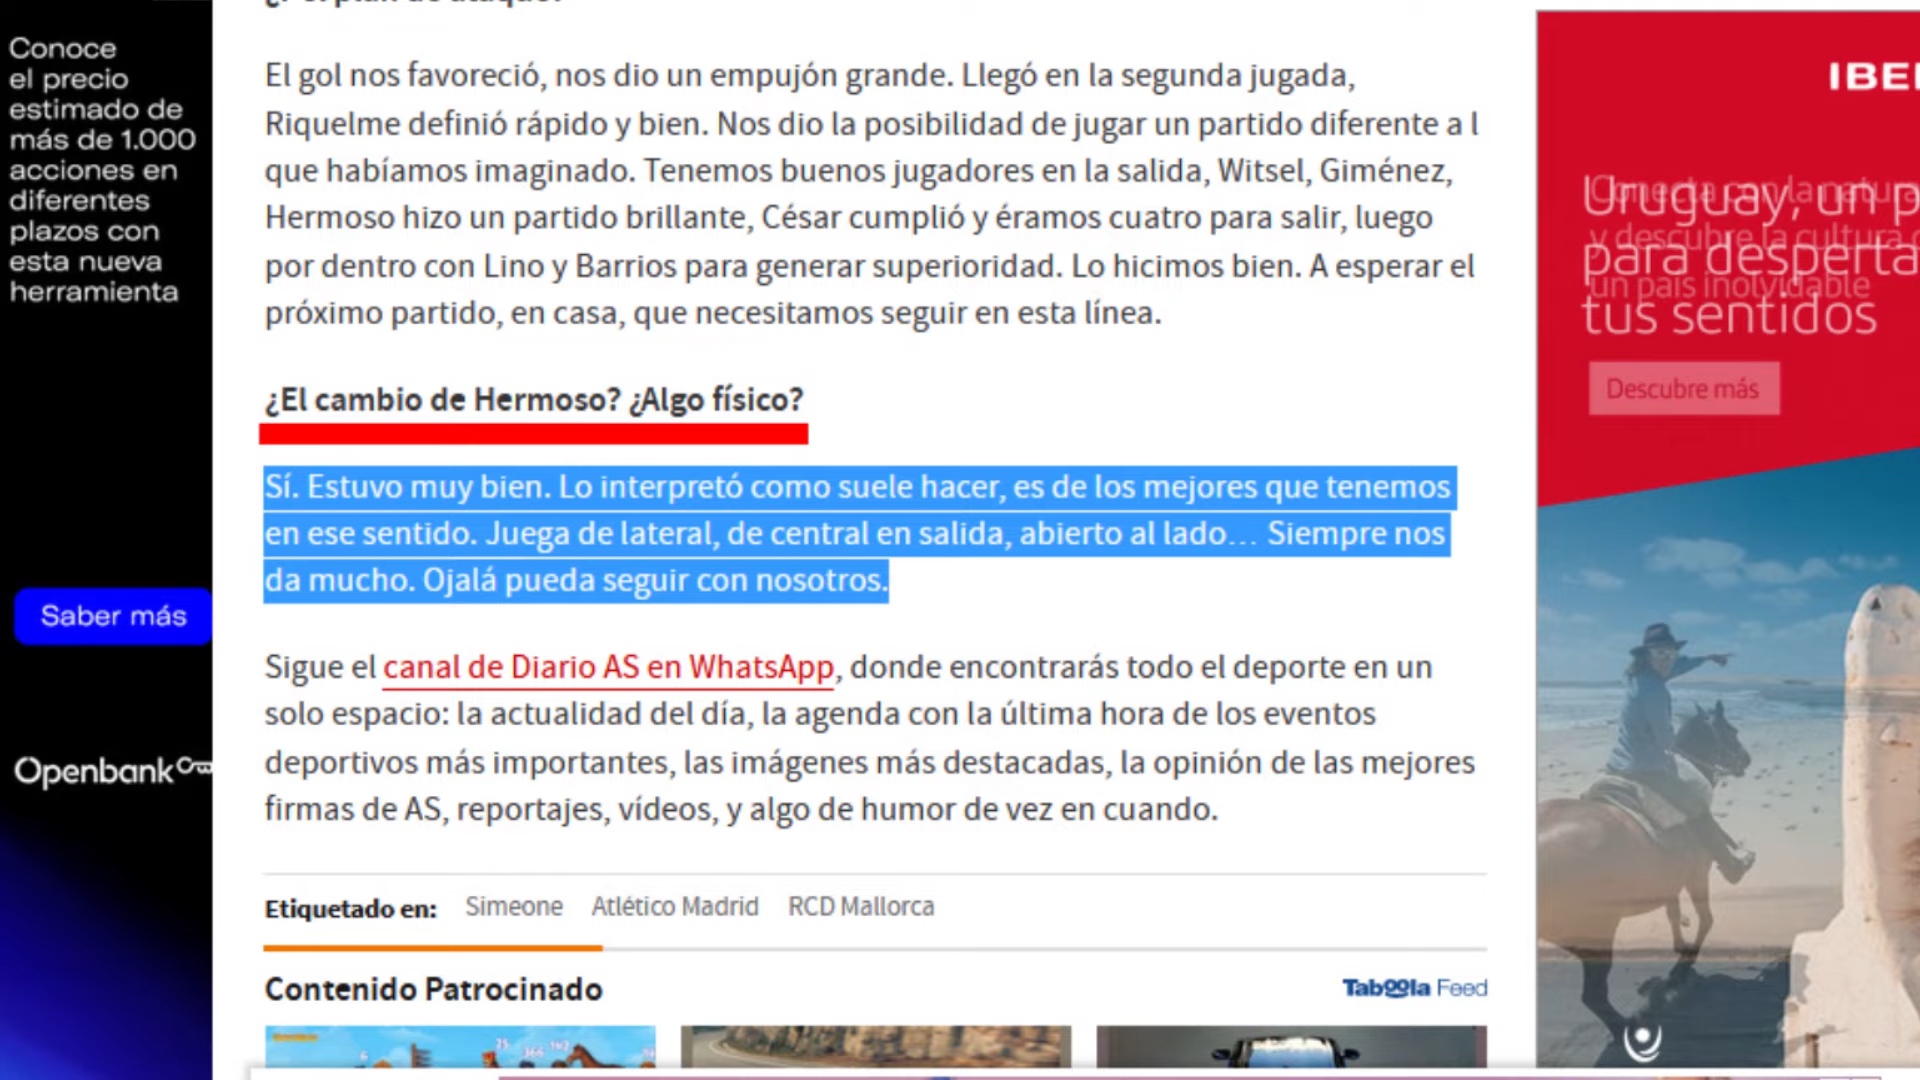 Conoce
el precio
estimado de
más de 1.000
acciones en
diferentes
plazos con
esta nueva
herramienta
Saber más
Openbank
El gol nos favoreció, nos dio un empujón grande. Llegó en la segunda jugada,
Riquelme definió rápido y bien. Nos dio la posibilidad de jugar un partido diferente a l
que habíamos imaginado. Tenemos buenos jugadores en la salida, Witsel, Giménez,
Hermoso hizo un partido brillante, César cumplió y éramos cuatro para salir, luego
por dentro con Lino y Barrios para generar superioridad. Lo hicimos bien. A esperar el
próximo partido, en casa, que necesitamos seguir en esta línea.
¿El cambio de Hermoso? ¿Algo físico?
Sí. Estuvo muy bien. Lo interpretó como suele hacer, es de los mejores que tenemos
en ese sentido. Juega de lateral, de central en salida, abierto al lado… Siempre nos
da mucho. Ojalá pueda seguir con nosotros.
Sigue el canal de Diario AS en WhatsApp, donde encontrarás todo el deporte en un
solo espacio: la actualidad del día, la agenda con la última hora de los eventos
deportivos más importantes, las imágenes más destacadas, la opinión de las mejores
firmas de AS, reportajes, vídeos, y algo de humor de vez en cuando.
Etiquetado en: Simeone Atlético Madrid RCD Mallorca
Contenido Patrocinado
Taboola Feed
IBE
Uruguay, un p
para desperta
tus sentidos
Conecta con la natura
y descubre la cultura
un país inolvidable
Descubre más